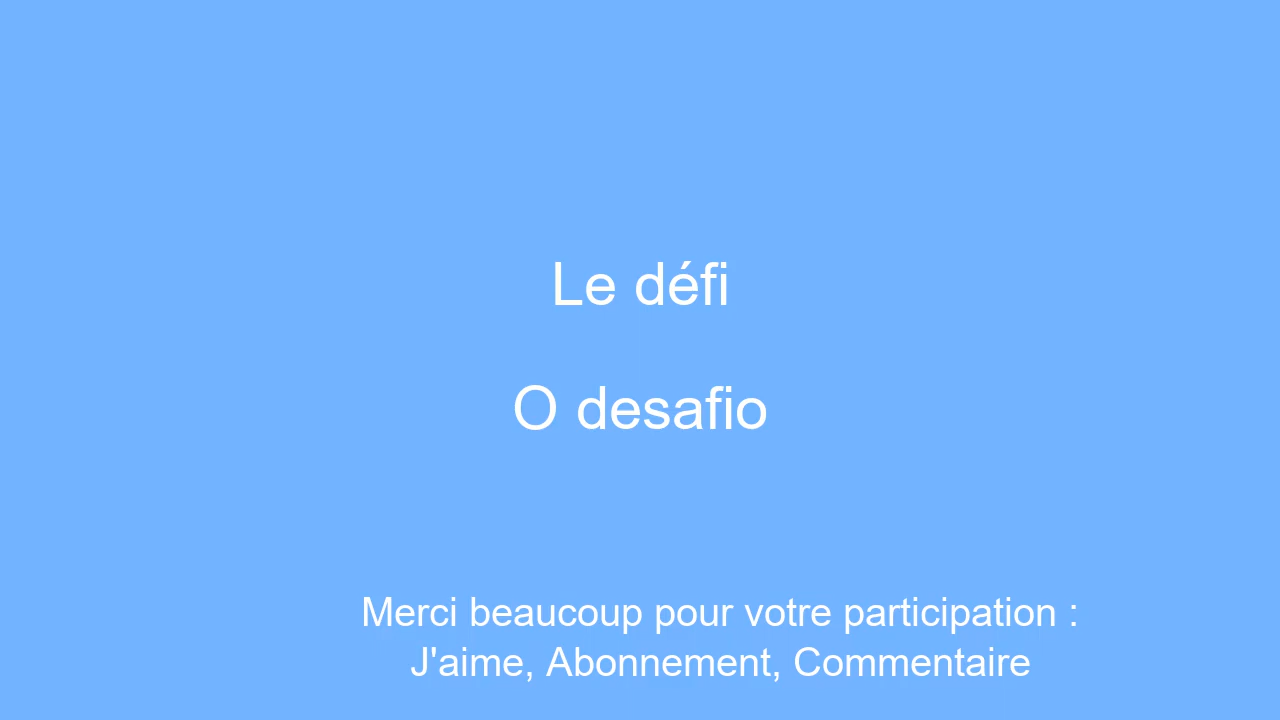 Le défi
O desafio
Merci beaucoup pour votre participation :
J'aime, Abonnement, Commentaire